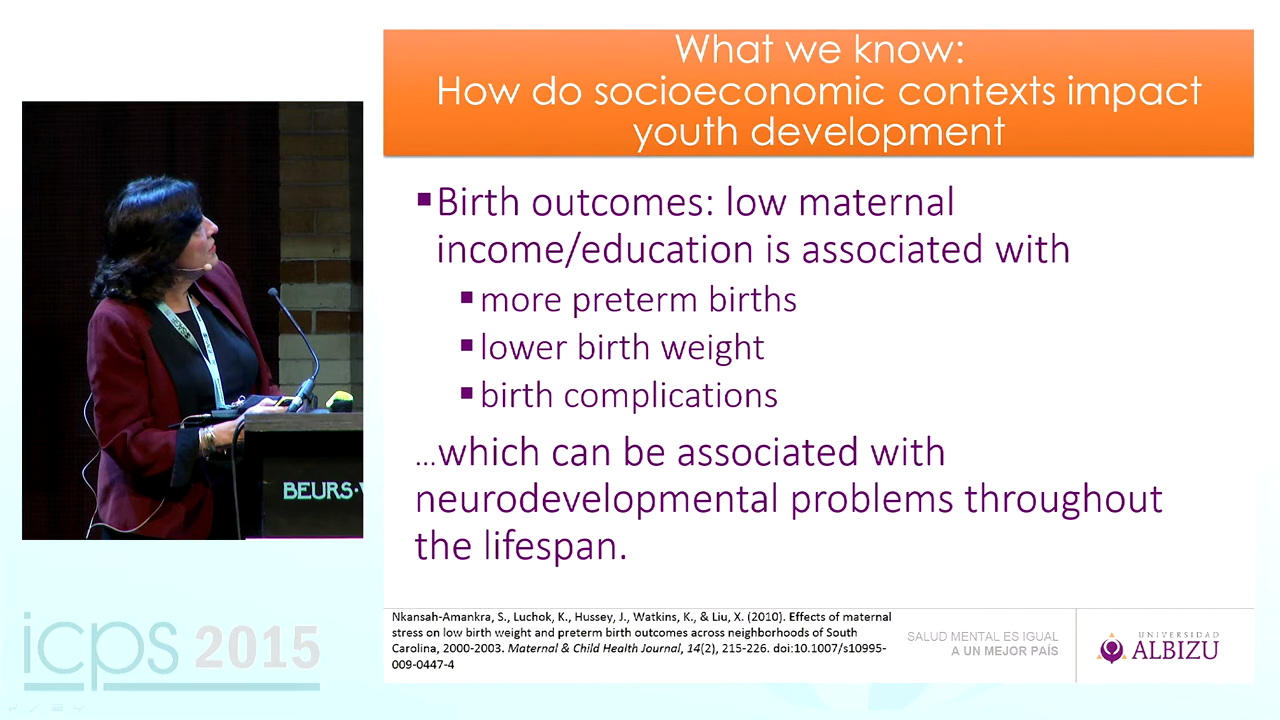 What we know:
How do socioeconomic contexts impact
youth development
▪Birth outcomes: low maternal
income/education is associated with
▪more preterm births
▪lower birth weight
▪birth complications
...which can be associated with
neurodevelopmental problems throughout
the lifespan.
BEURS·
Nkansah-Amankra, S., Luchok, K., Hussey, J., Watkins, K., & Liu, X. (2010). Effects of maternal
stress on low birth weight and preterm birth outcomes across neighborhoods of South
Carolina, 2000-2003. Maternal & Child Health Journal, 14(2), 215-226. doi:10.1007/s10995-
009-0447-4
SALUD MENTAL ES IGUAL
A UN MEJOR PAÍS
UNIVERSIDAD
ALBIZU
icps 2015